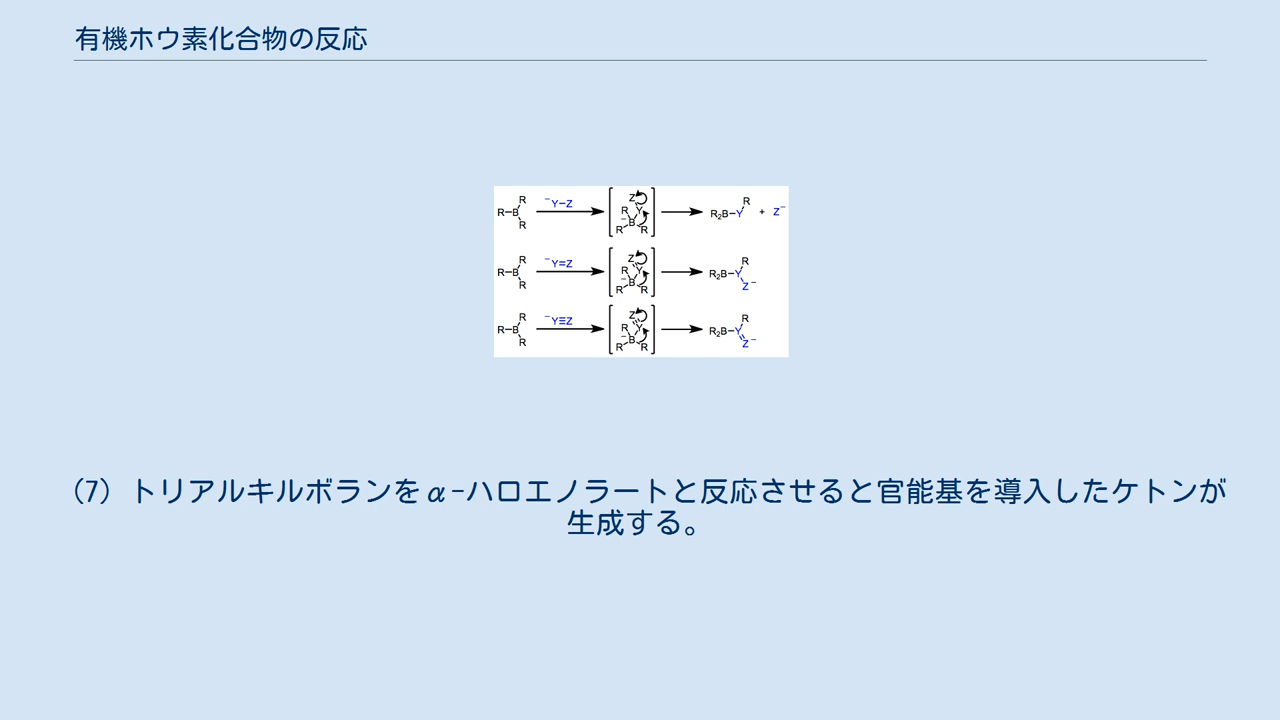 有機ホウ素化合物の反応
R−B R R ⁻Y−Z Z R Y ⁻B R R R₂B−Y R + Z⁻
R−B R R ⁻Y=Z Z R Y ⁻B R R R₂B−Y R Z⁻
R−B R R ⁻Y≡Z Z R Y ⁻B R R R₂B−Y R Z⁻
(7) トリアルキルボランをα-ハロエノラートと反応させると官能基を導入したケトンが
生成する。